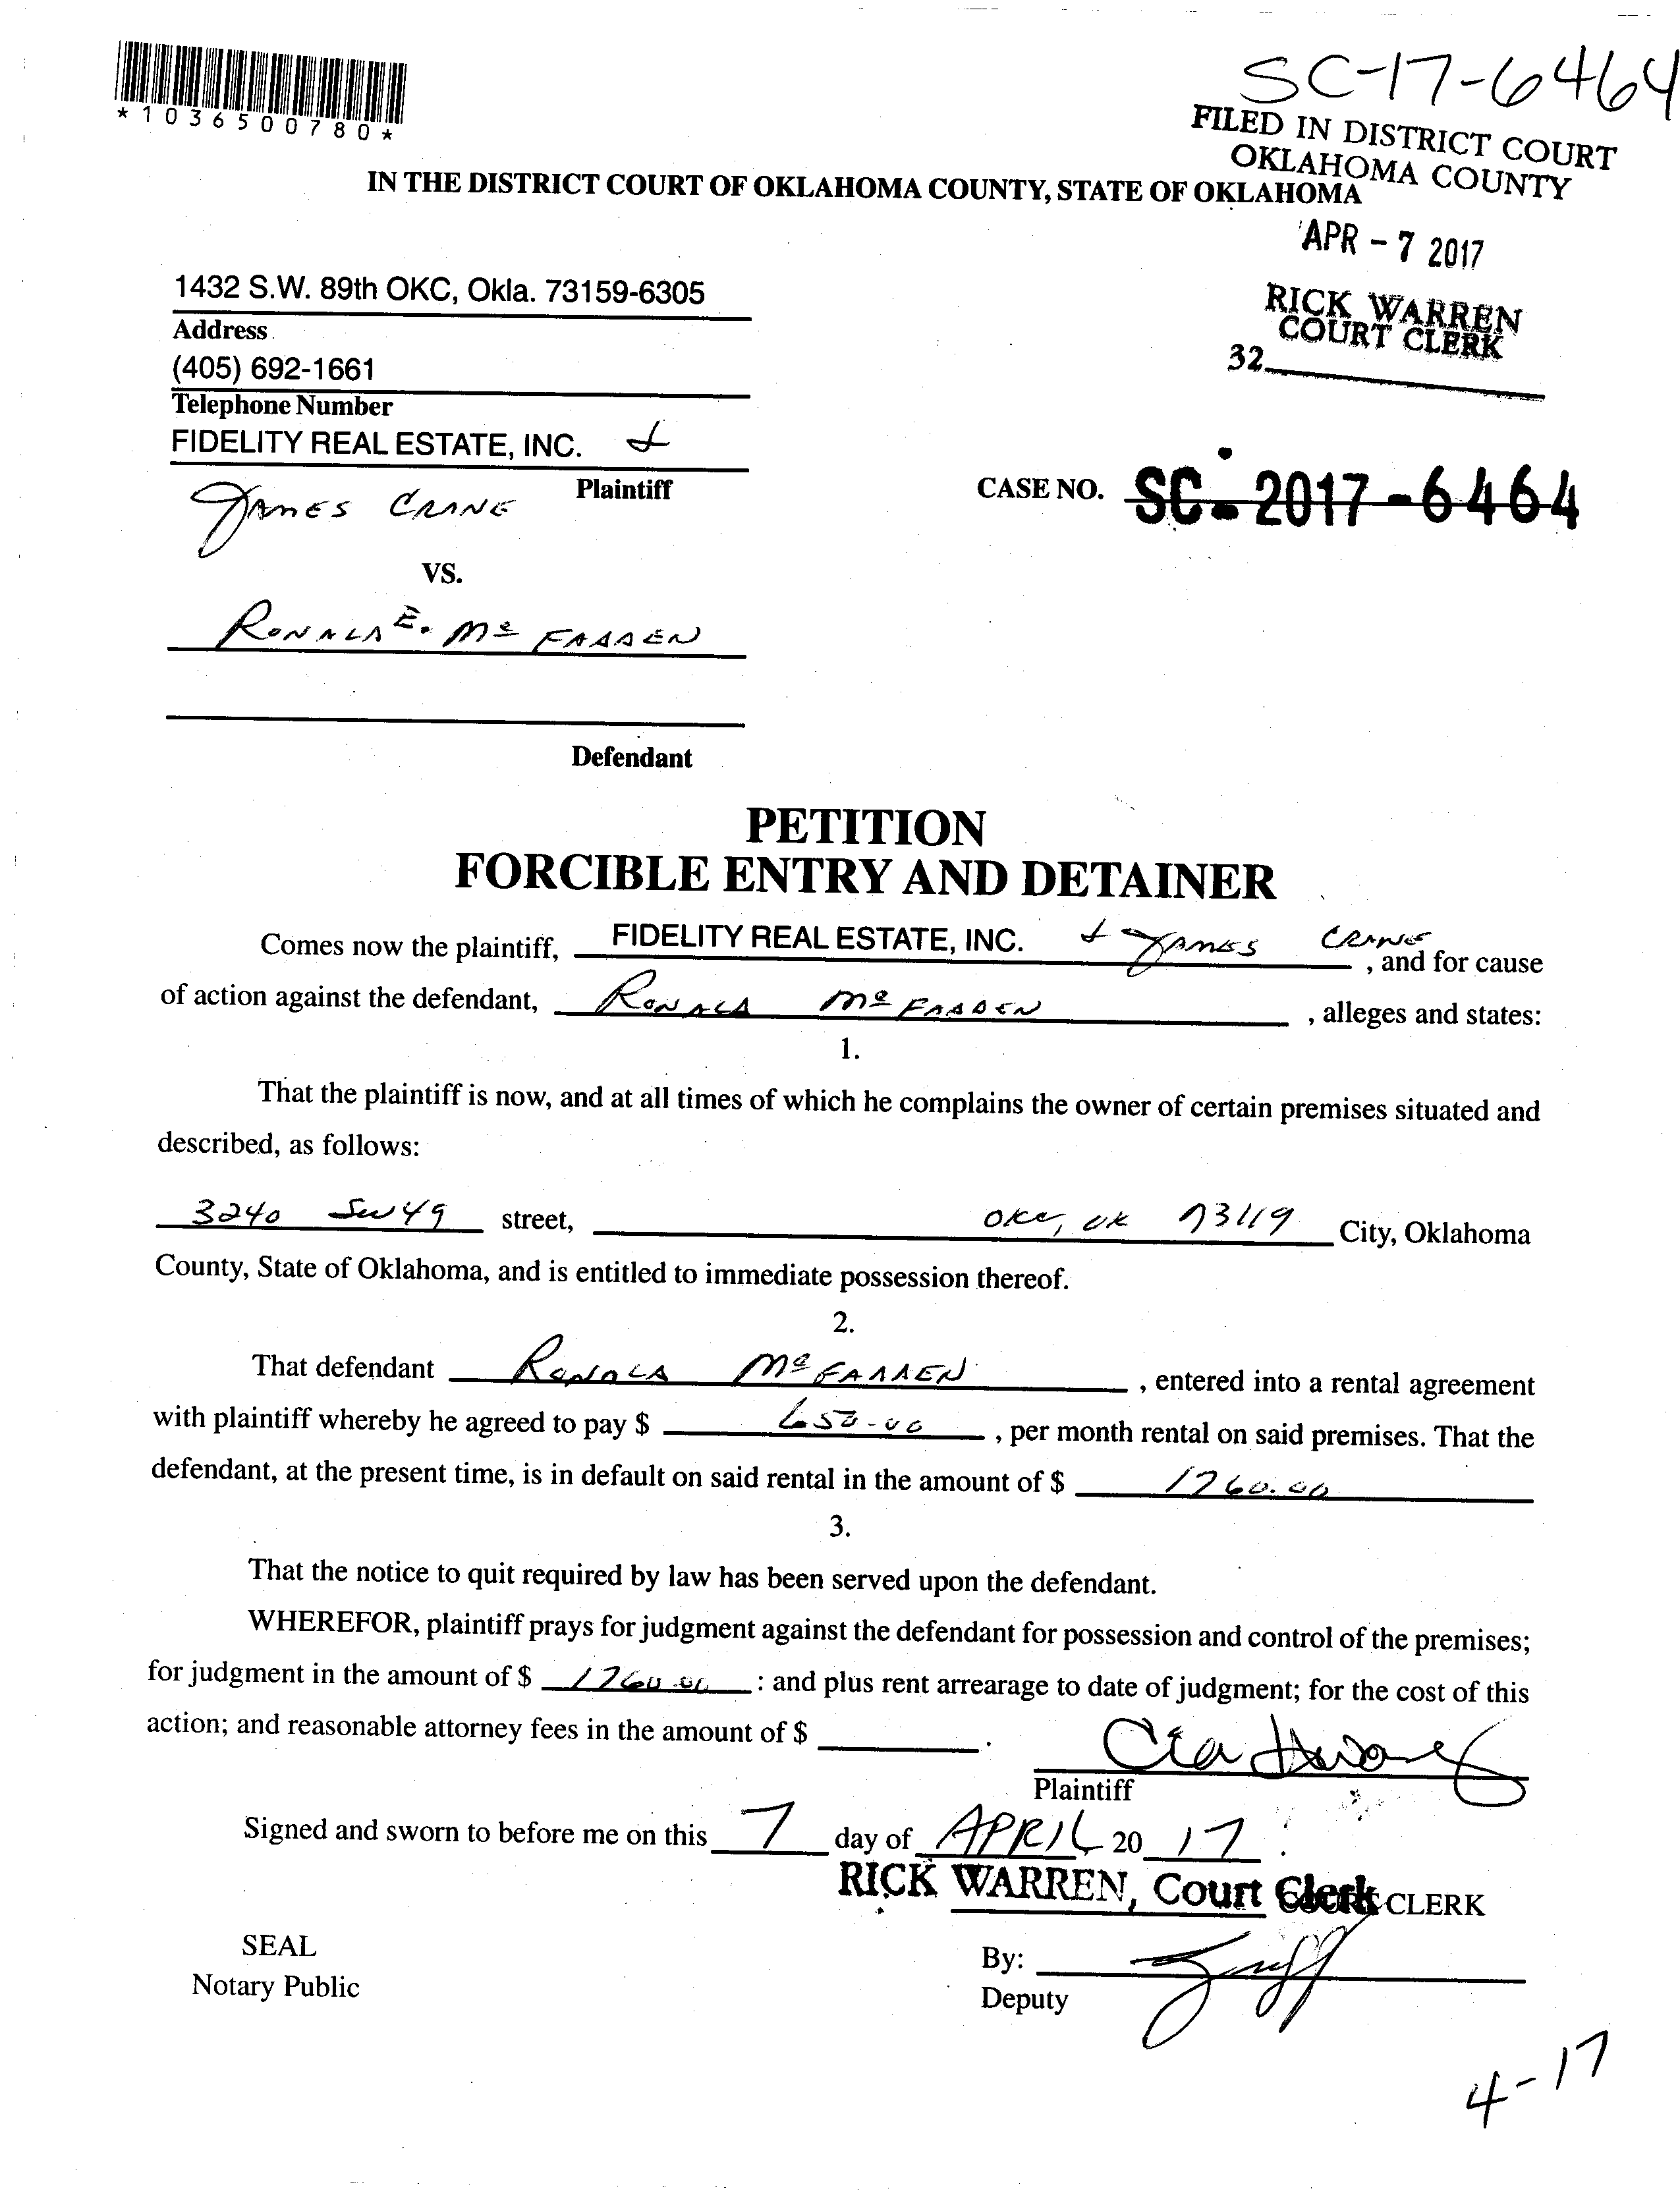 SC-17-6464
*1036500780*
FILED IN DISTRICT COURT
OKLAHOMA COUNTY
IN THE DISTRICT COURT OF OKLAHOMA COUNTY, STATE OF OKLAHOMA
APR - 7 2017
RICK WARREN
COURT CLERK
32
1432 S.W. 89th OKC, Okla. 73159-6305
Address
(405) 692-1661
Telephone Number
FIDELITY REAL ESTATE, INC. &
Plaintiff
JAMES CRANE
CASE NO. SC-2017-6464
VS.
RONALD E. McFADDEN
Defendant
PETITION
FORCIBLE ENTRY AND DETAINER
Comes now the plaintiff, FIDELITY REAL ESTATE, INC. & JAMES CRANE, and for cause
of action against the defendant, RONALD McFADDEN, alleges and states:
1.
That the plaintiff is now, and at all times of which he complains the owner of certain premises situated and
described, as follows:
3240 SW 49 street, OKC, OK 73119 City, Oklahoma
County, State of Oklahoma, and is entitled to immediate possession thereof.
2.
That defendant RONALD McFADDEN, entered into a rental agreement
with plaintiff whereby he agreed to pay $ 650.00, per month rental on said premises. That the
defendant, at the present time, is in default on said rental in the amount of $ 1760.00
3.
That the notice to quit required by law has been served upon the defendant.
WHEREFOR, plaintiff prays for judgment against the defendant for possession and control of the premises;
for judgment in the amount of $ 1760.00 : and plus rent arrearage to date of judgment; for the cost of this
action; and reasonable attorney fees in the amount of $ .
Plaintiff
Signed and sworn to before me on this 7 day of APRIL 20 17.
RICK WARREN, Court Clerk CLERK
SEAL
By:
Notary Public
Deputy
4-17